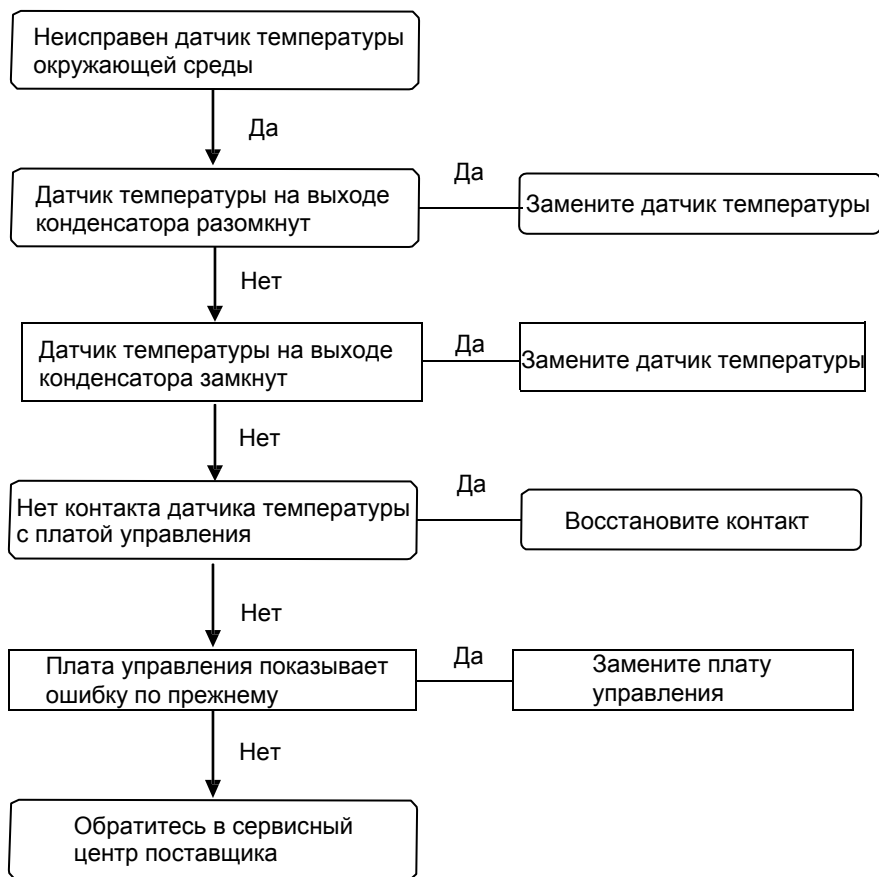 Неисправен датчик температуры
окружающей среды
Да
Датчик температуры на выходе
конденсатора разомкнут
Да
Замените датчик температуры
Нет
Датчик температуры на выходе
конденсатора замкнут
Да
Замените датчик температуры
Нет
Нет контакта датчика температуры
с платой управления
Да
Восстановите контакт
Нет
Плата управления показывает
ошибку по прежнему
Да
Замените плату
управления
Нет
Обратитесь в сервисный
центр поставщика